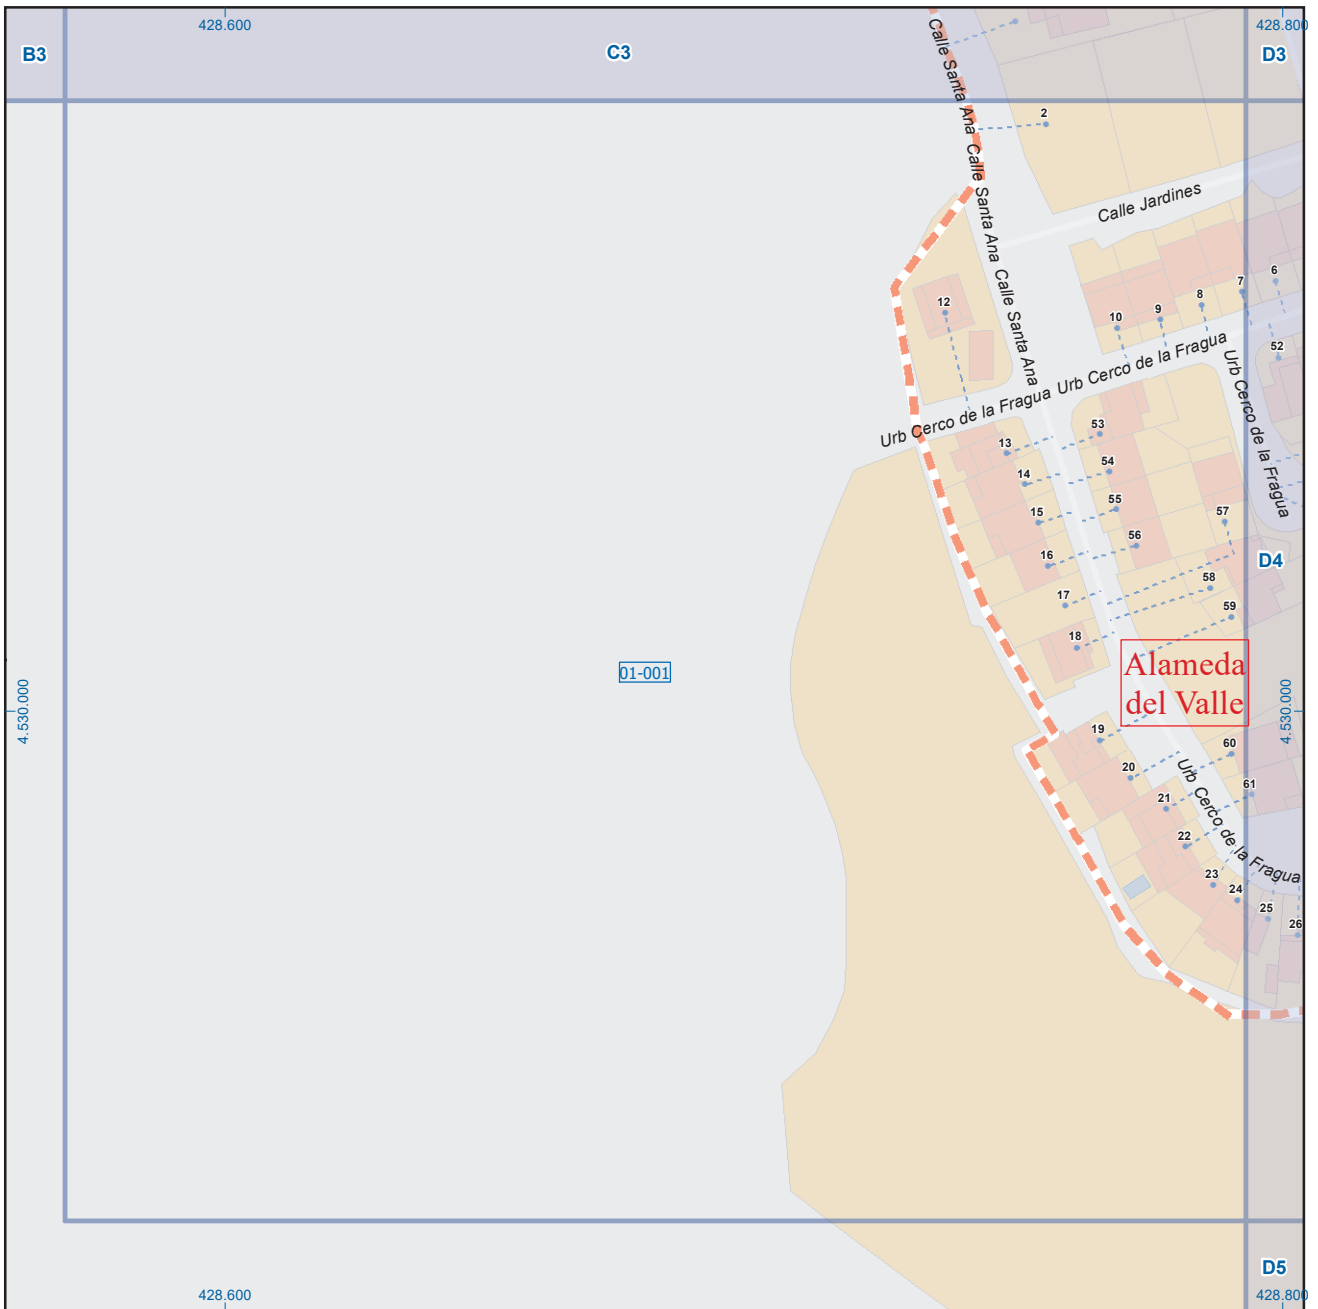 428.600
428.800
B3
C3
D3
Calle Santa Ana
Calle Santa Ana
Calle Santa Ana
2
Calle Jardines
12
10
9
8
7
6
52
Urb Cerco de la Fragua
Urb Cerco de la Fragua
Urb Cerco de la Fragua
13
14
15
16
17
18
53
54
55
56
57
58
59
D4
01-001
Alameda
del Valle
4.530.000
4.530.000
19
20
21
22
23
24
25
26
60
61
Urb Cerco de la Fragua
D5
428.600
428.800